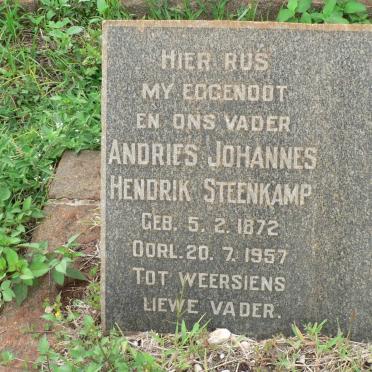 HIER RUS
MY EGGENOOT
EN ONS VADER
ANDRIES JOHANNES
HENDRIK STEENKAMP
GEB. 5. 2. 1872
OORL. 20. 7. 1957
TOT WEERSIENS
LIEWE VADER.